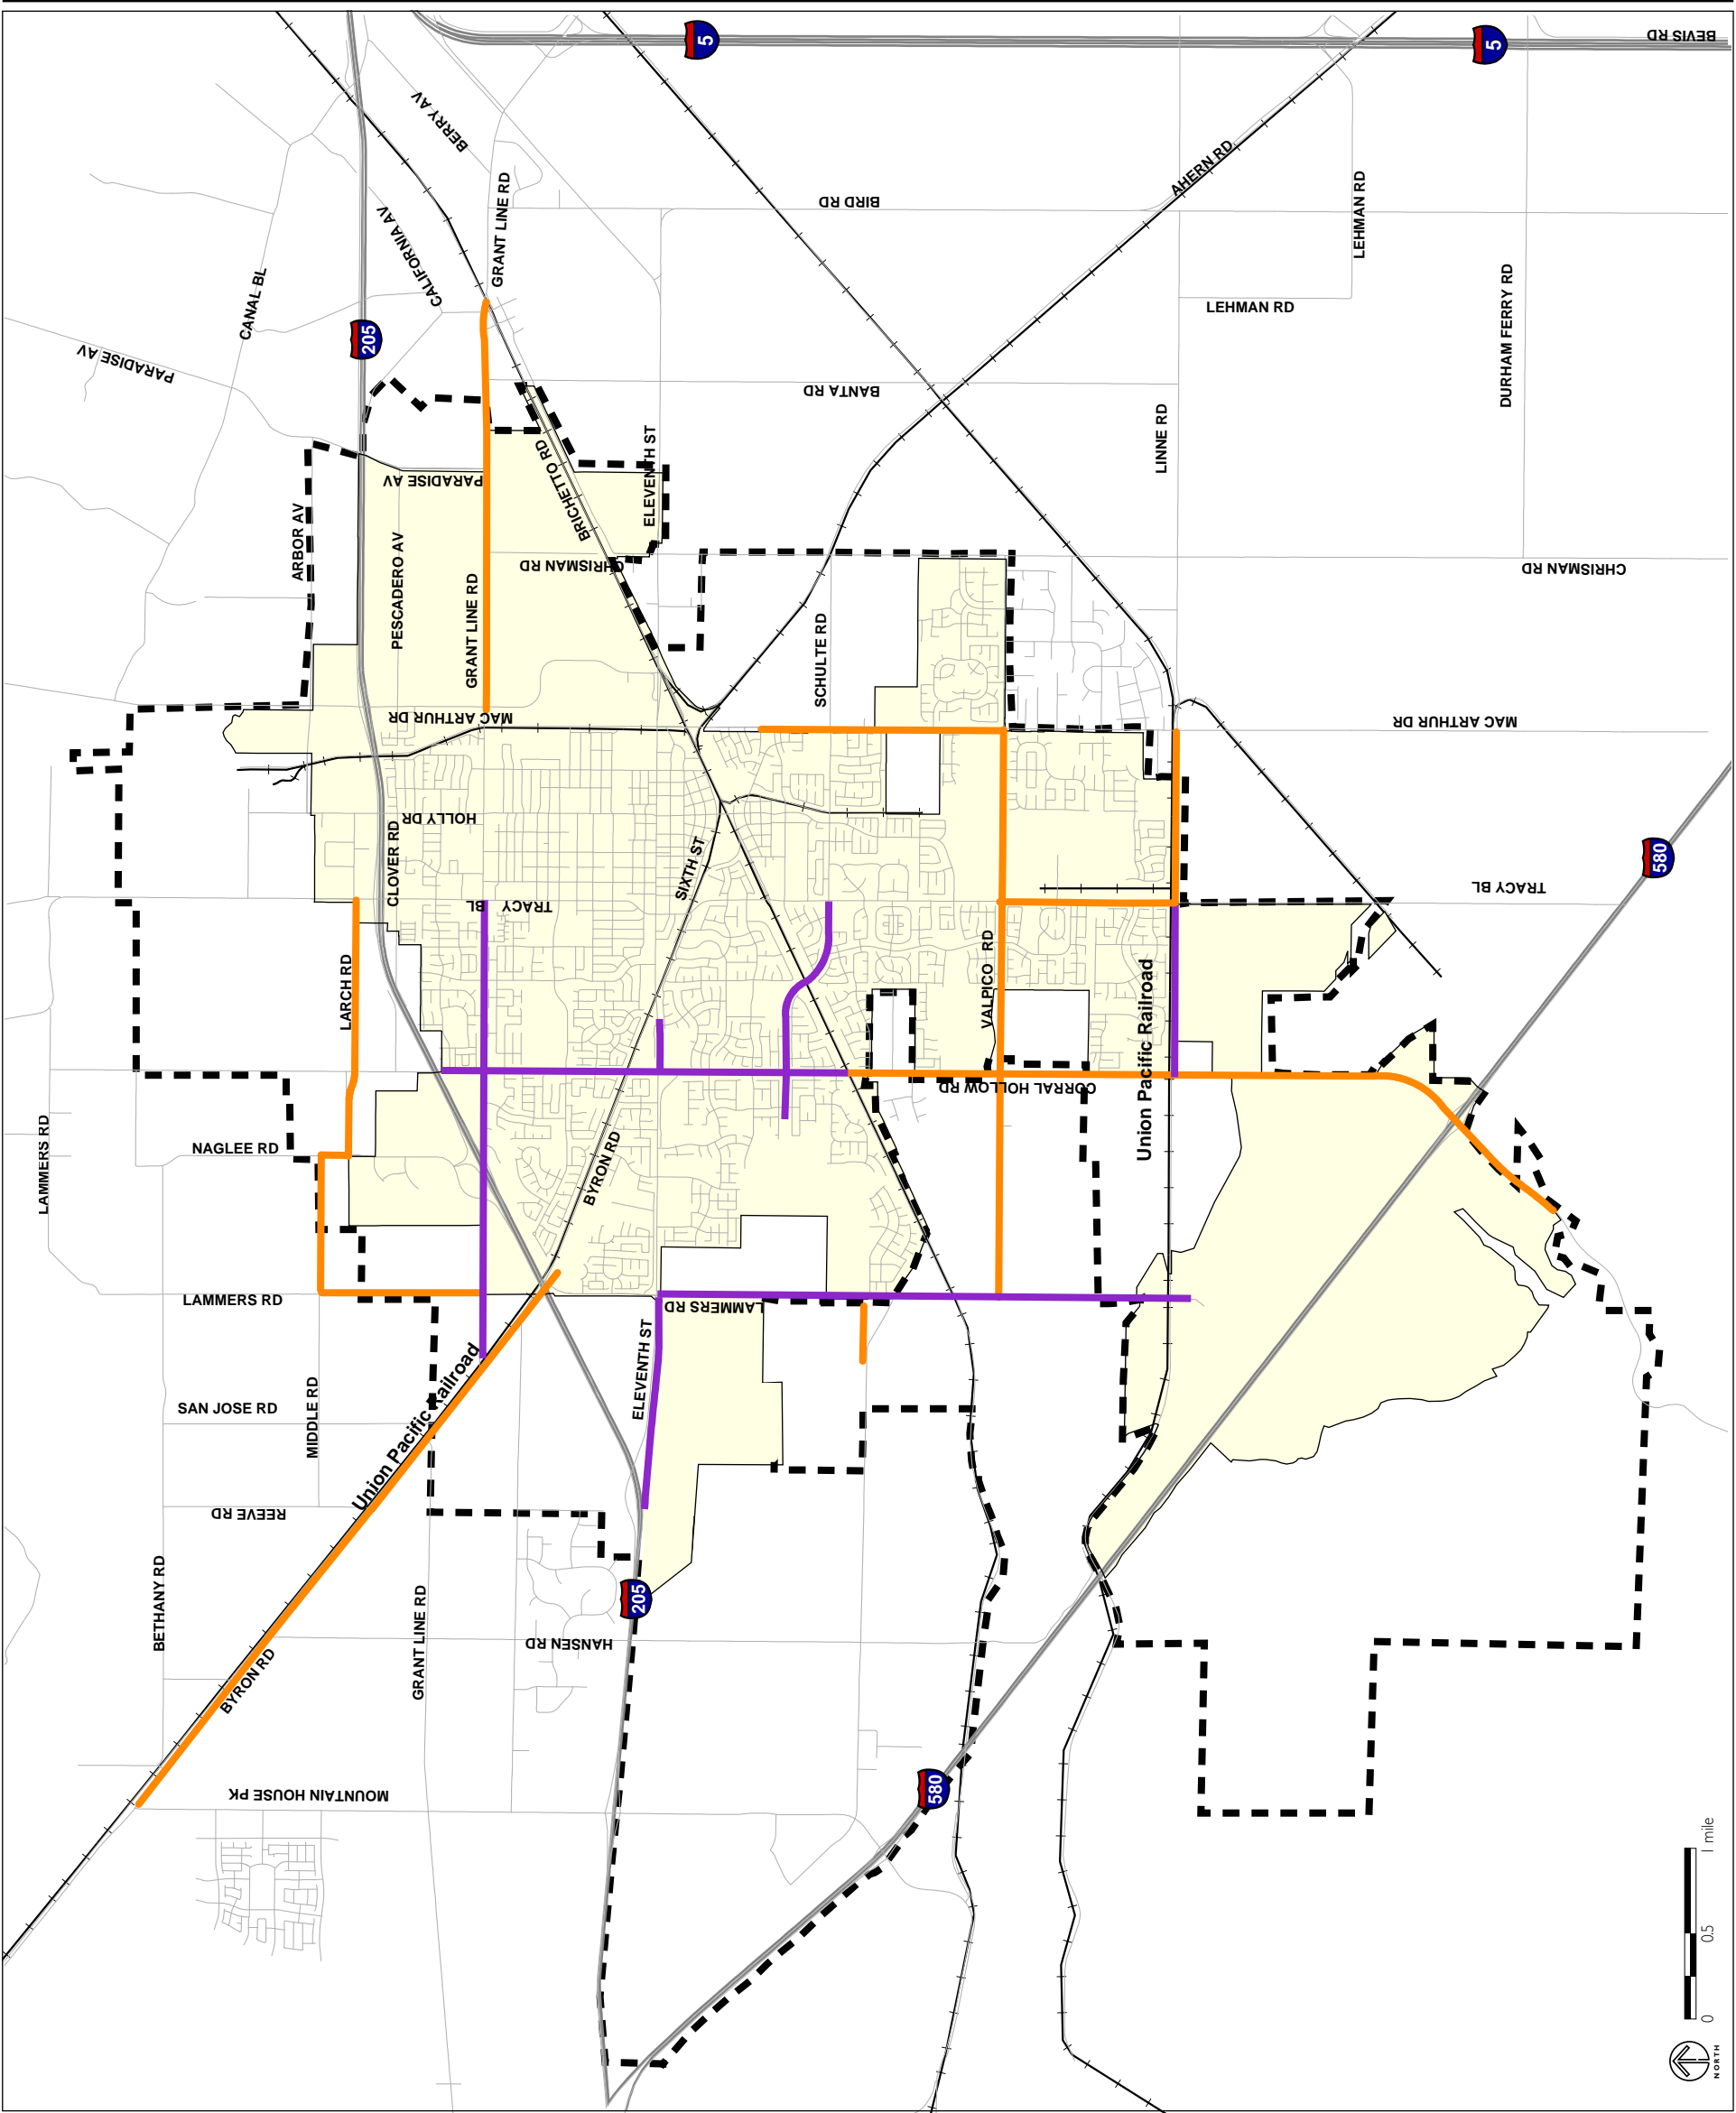 5
5
BEVIS RD
BERRY AV
GRANT LINE RD
BIRD RD
AHERN RD
LEHMAN RD
CALIFORNIA AV
CANAL BL
LEHMAN RD
DURHAM FERRY RD
205
PARADISE AV
BANTA RD
LINNE RD
ELEVENTH ST
PARADISE AV
BRICHETTO RD
ARBOR AV
PESCADERO AV
CHRISMAN RD
CHRISMAN RD
GRANT LINE RD
SCHULTE RD
MAC ARTHUR DR
MAC ARTHUR DR
HOLLY DR
CLOVER RD
SIXTH ST
580
TRACY BL
TRACY BL
LARCH RD
VALPICO RD
Union Pacific Railroad
CORRAL HOLLOW RD
LAMMERS RD
NAGLEE RD
BYRON RD
LAMMERS RD
LAMMERS RD
ELEVENTH ST
Union Pacific Railroad
SAN JOSE RD
MIDDLE RD
REEVE RD
BETHANY RD
205
GRANT LINE RD
HANSEN RD
BYRON RD
MOUNTAIN HOUSE PK
580
0
0.5
1 mile
NORTH